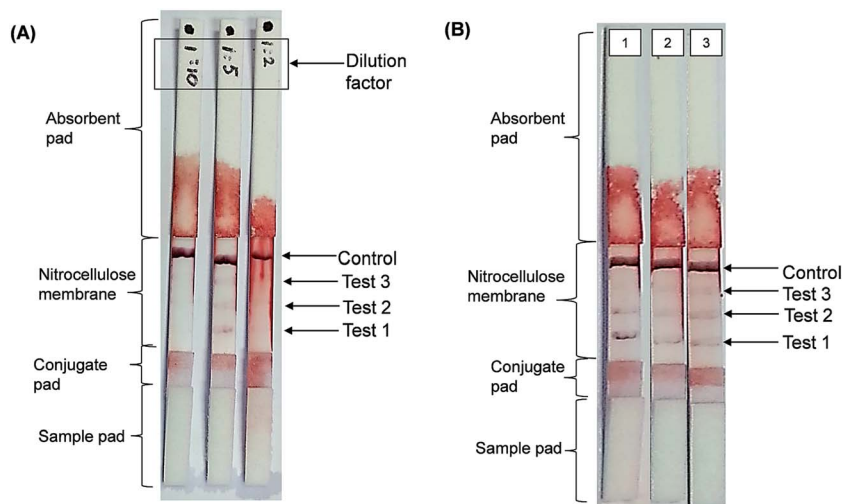 (A)
1:10
1:5
1:2
Dilution
factor
Absorbent
pad
Control
Test 3
Test 2
Test 1
Nitrocellulose
membrane
Conjugate
pad
Sample pad
(B)
1
2
3
Absorbent
pad
Control
Test 3
Test 2
Test 1
Nitrocellulose
membrane
Conjugate
pad
Sample pad